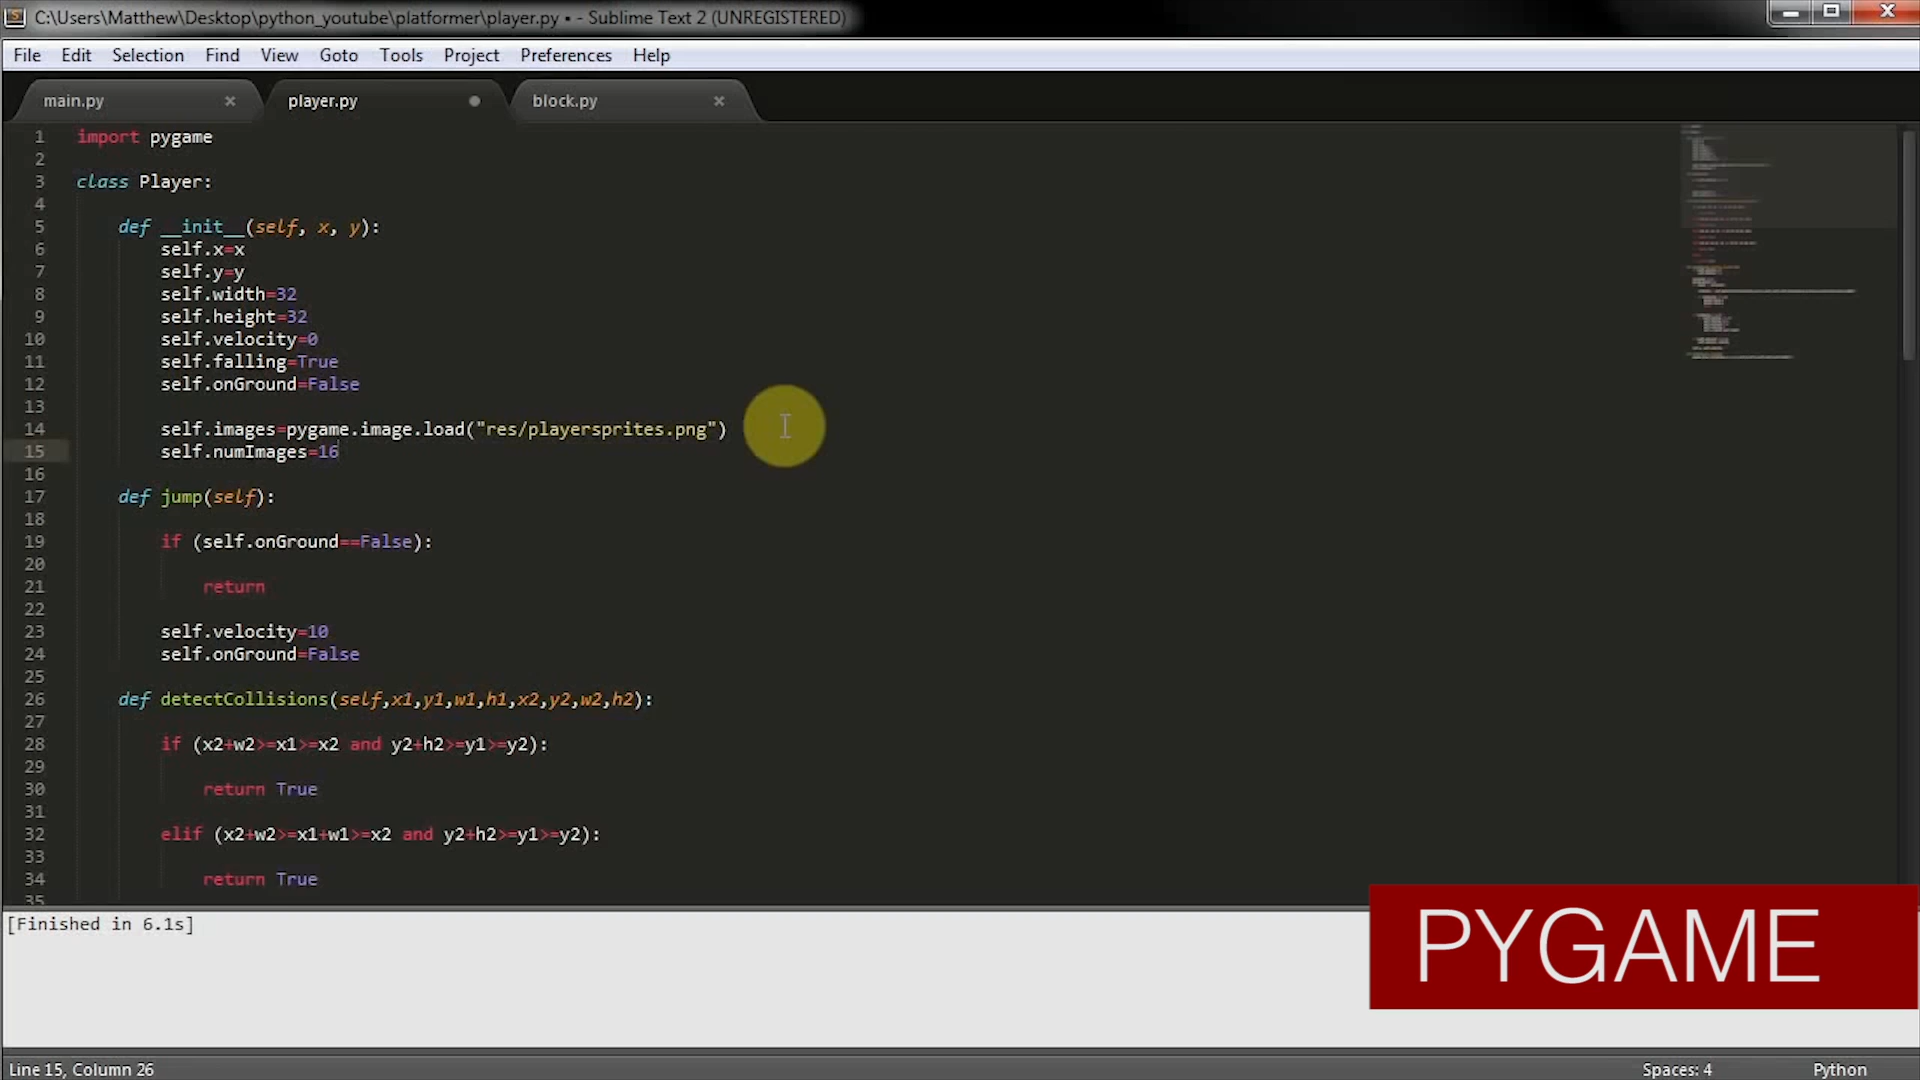 C:\Users\Matthew\Desktop\python_youtube\platformer\player.py • - Sublime Text 2 (UNREGISTERED)
File Edit Selection Find View Goto Tools Project Preferences Help
main.py × player.py block.py ×
1 import pygame
2
3 class Player:
4
5 def __init__(self, x, y):
6 self.x=x
7 self.y=y
8 self.width=32
9 self.height=32
10 self.velocity=0
11 self.falling=True
12 self.onGround=False
13
14 self.images=pygame.image.load("res/playersprites.png")
15 self.numImages=16
16
17 def jump(self):
18
19 if (self.onGround==False):
20
21 return
22
23 self.velocity=10
24 self.onGround=False
25
26 def detectCollisions(self,x1,y1,w1,h1,x2,y2,w2,h2):
27
28 if (x2+w2>=x1>=x2 and y2+h2>=y1>=y2):
29
30 return True
31
32 elif (x2+w2>=x1+w1>=x2 and y2+h2>=y1>=y2):
33
34 return True
35
[Finished in 6.1s]
PYGAME
Line 15, Column 26 Spaces: 4 Python